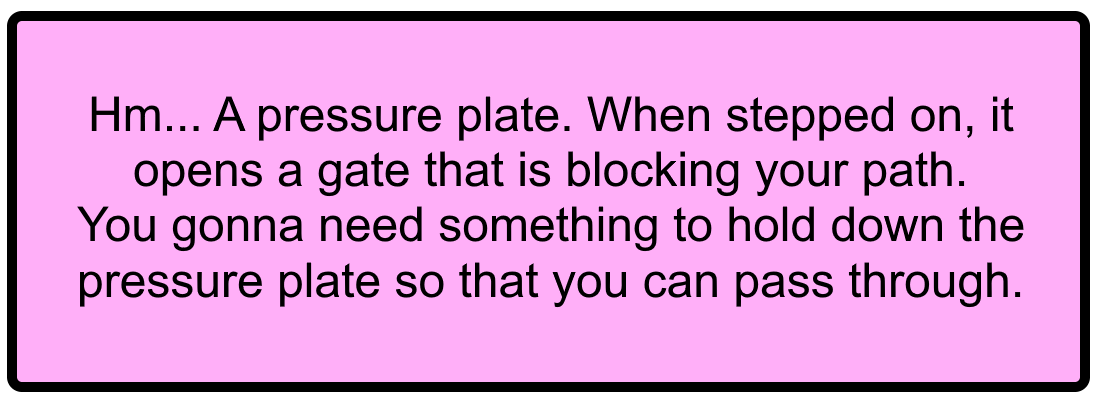 Hm... A pressure plate. When stepped on, it
opens a gate that is blocking your path.
You gonna need something to hold down the
pressure plate so that you can pass through.